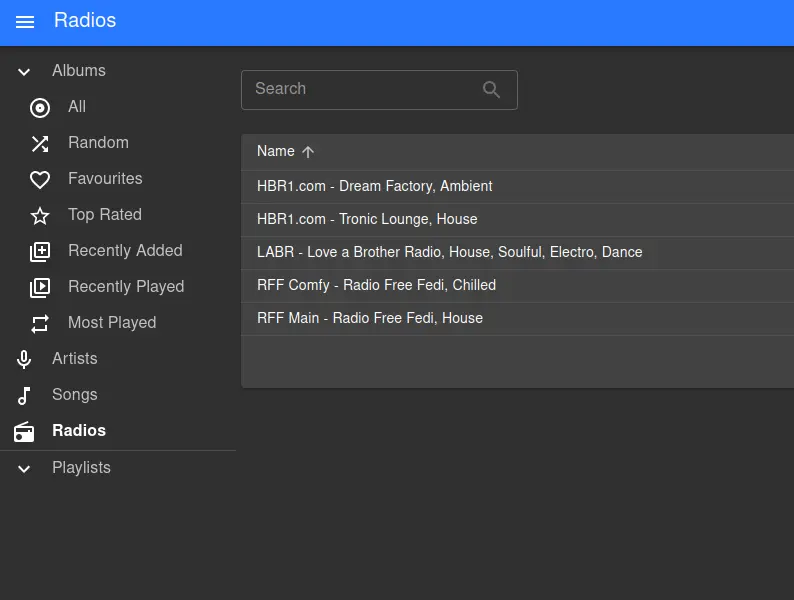 Radios
Albums
All
Random
Favourites
Top Rated
Recently Added
Recently Played
Most Played
Artists
Songs
Radios
Playlists
Search
Name
HBR1.com - Dream Factory, Ambient
HBR1.com - Tronic Lounge, House
LABR - Love a Brother Radio, House, Soulful, Electro, Dance
RFF Comfy - Radio Free Fedi, Chilled
RFF Main - Radio Free Fedi, House